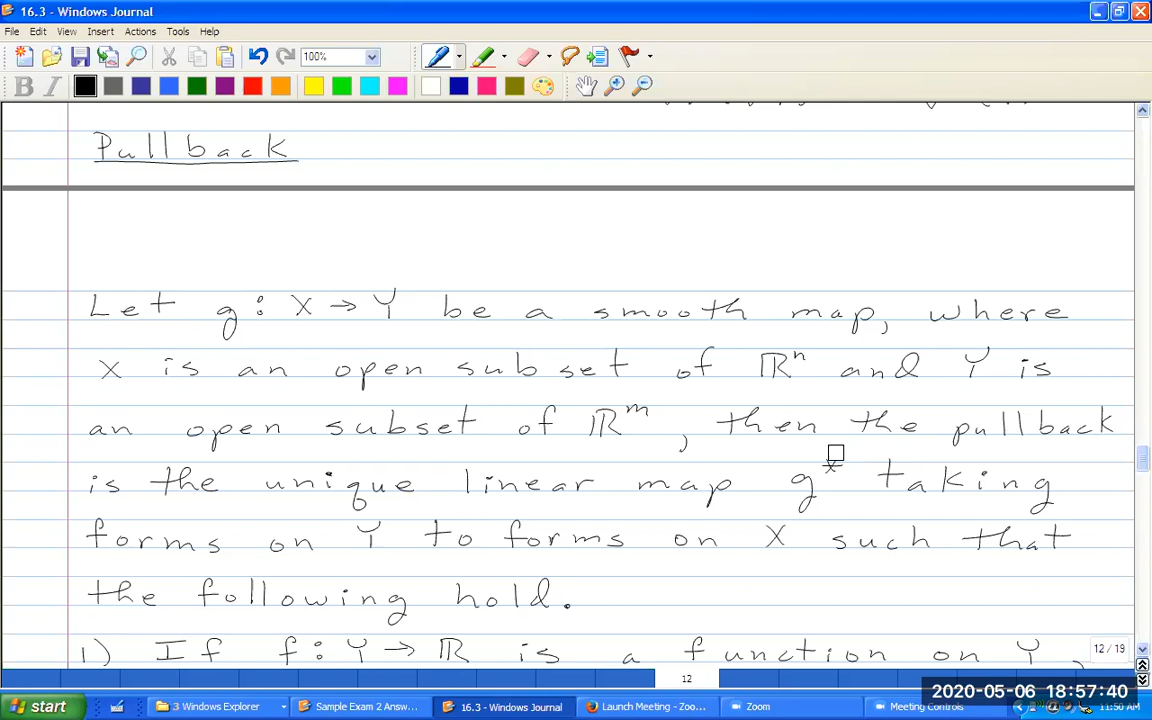 16.3 - Windows Journal
File Edit View Insert Actions Tools Help
100%
B I
Pullback
Let g: X → Y be a smooth map, where
X is an open subset of ℝⁿ and Y is
an open subset of ℝᵐ, then the pullback
is the unique linear map g* taking
forms on Y to forms on X such that
the following hold.
1) If f: Y → ℝ is a function on Y,
12 / 19
12
2020-05-06 18:57:40
start
3 Windows Explorer
Sample Exam 2 Answ...
16.3 - Windows Journal
Launch Meeting - Zoo...
Zoom
Meeting Controls
11:50 AM